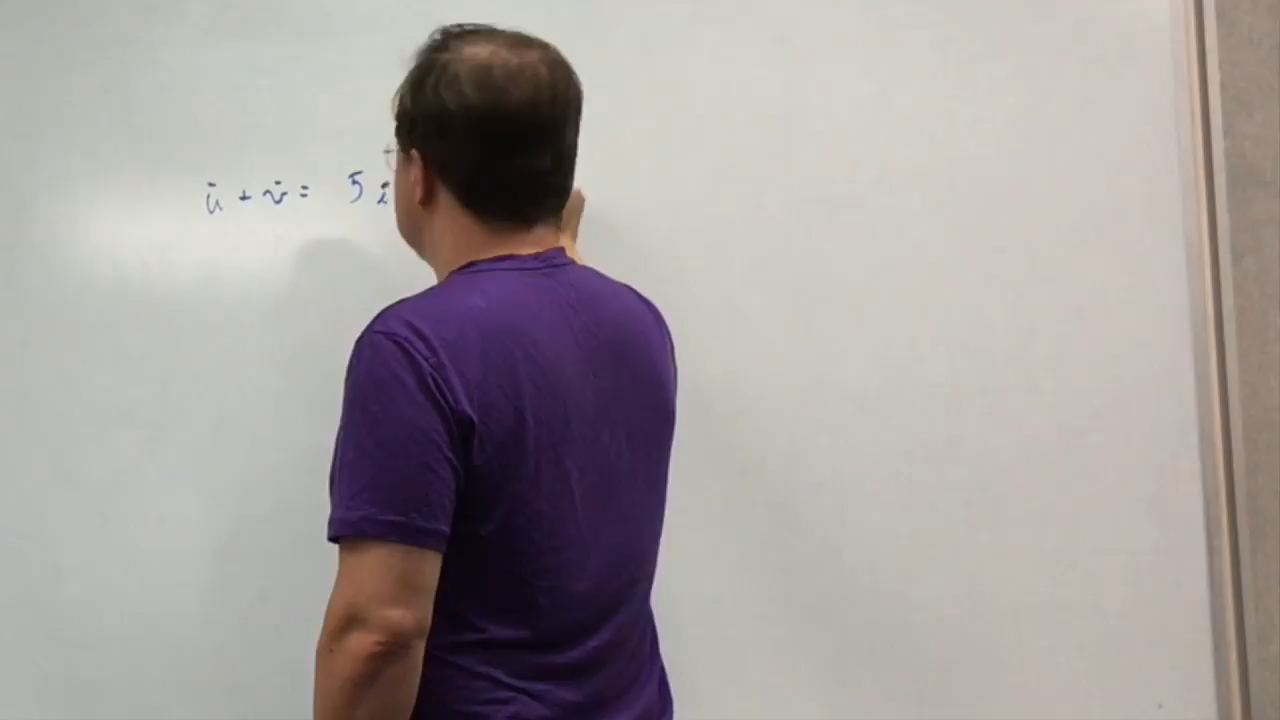 ū + v̄ = 5 i